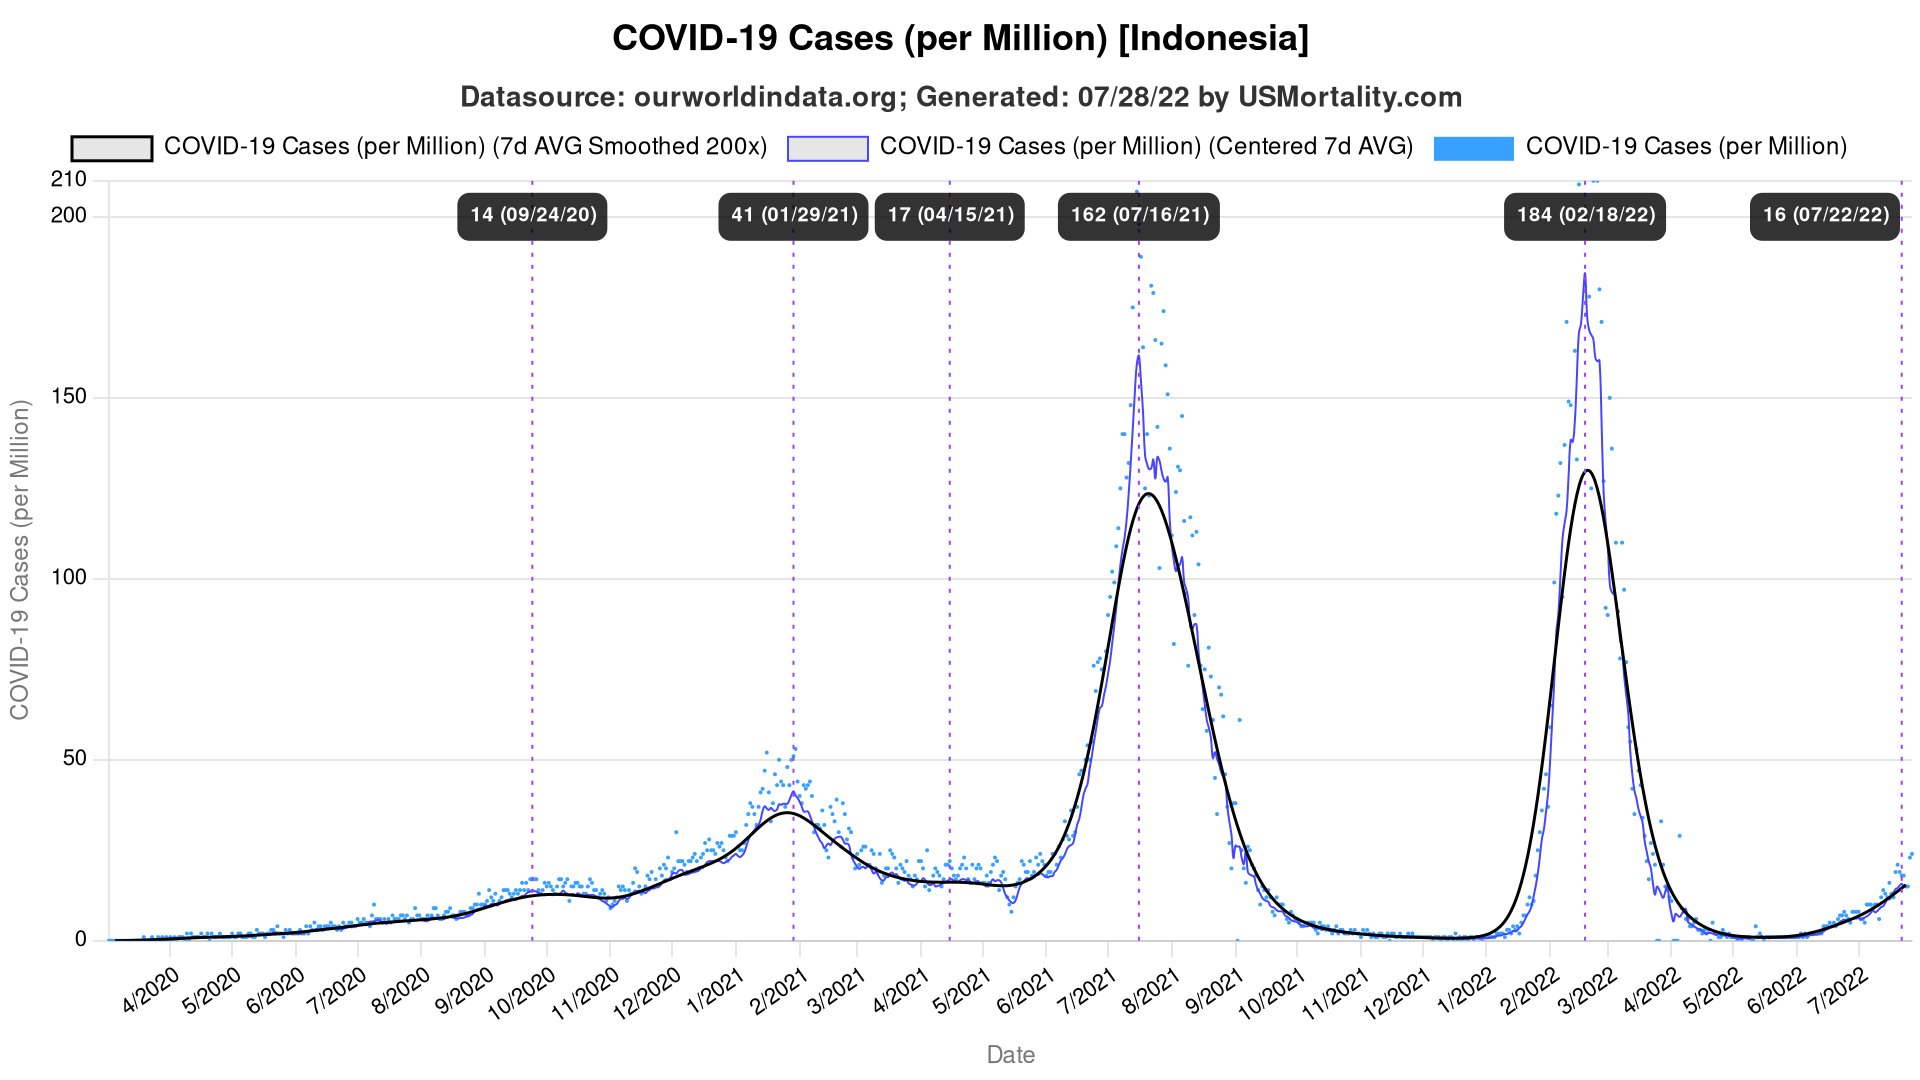 COVID-19 Cases (per Million) [Indonesia]
Datasource: ourworldindata.org; Generated: 07/28/22 by USMortality.com
COVID-19 Cases (per Million) (7d AVG Smoothed 200x) COVID-19 Cases (per Million) (Centered 7d AVG) COVID-19 Cases (per Million)
210
200
14 (09/24/20) 41 (01/29/21) 17 (04/15/21) 162 (07/16/21) 184 (02/18/22) 16 (07/22/22)
150
100
50
0
COVID-19 Cases (per Million)
4/2020 5/2020 6/2020 7/2020 8/2020 9/2020 10/2020 11/2020 12/2020 1/2021 2/2021 3/2021 4/2021 5/2021 6/2021 7/2021 8/2021 9/2021 10/2021 11/2021 12/2021 1/2022 2/2022 3/2022 4/2022 5/2022 6/2022 7/2022
Date